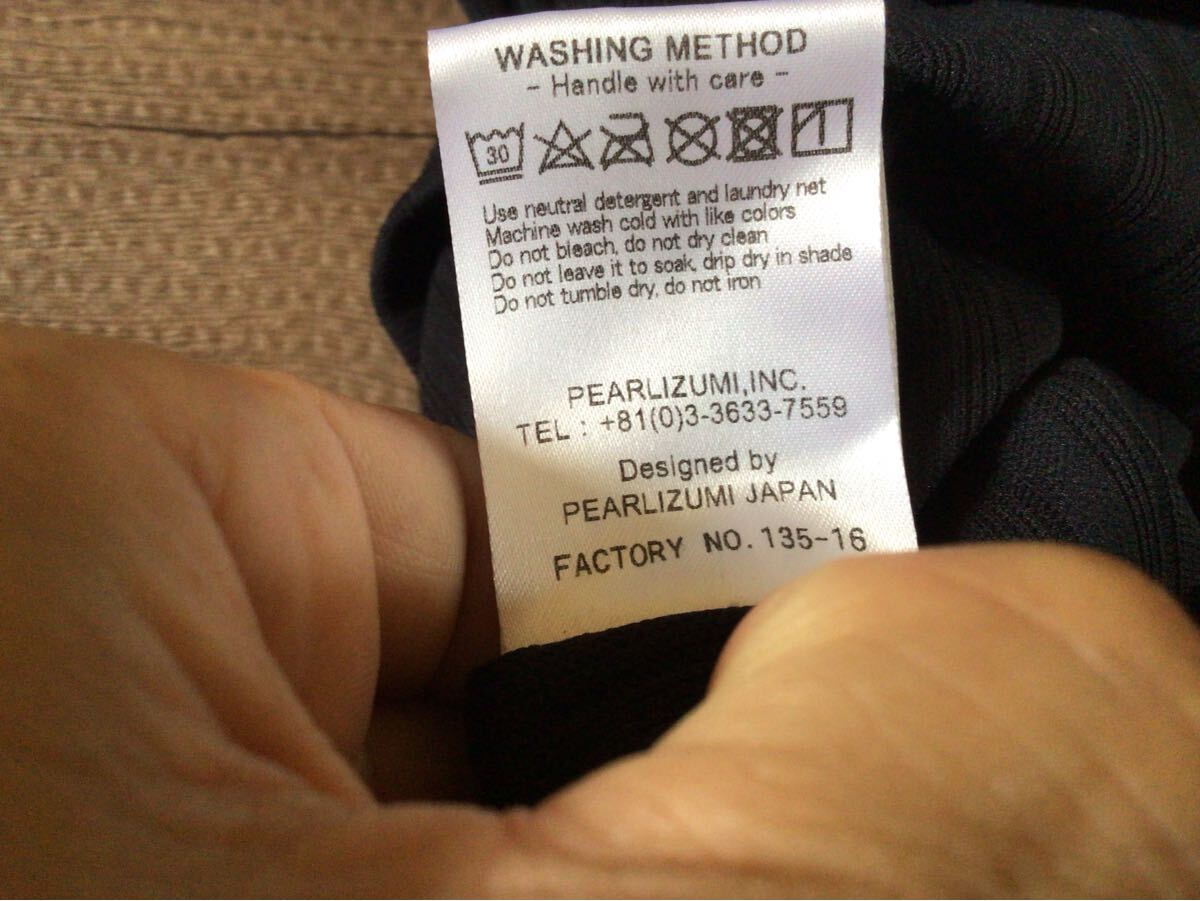 WASHING METHOD
- Handle with care -
30
Use neutral detergent and laundry net
Machine wash cold with like colors
Do not bleach, do not dry clean
Do not leave it to soak, drip dry in shade
Do not tumble dry, do not iron
PEARLIZUMI,INC.
TEL : +81(0)3-3633-7559
Designed by
PEARLIZUMI JAPAN
FACTORY NO. 135-16